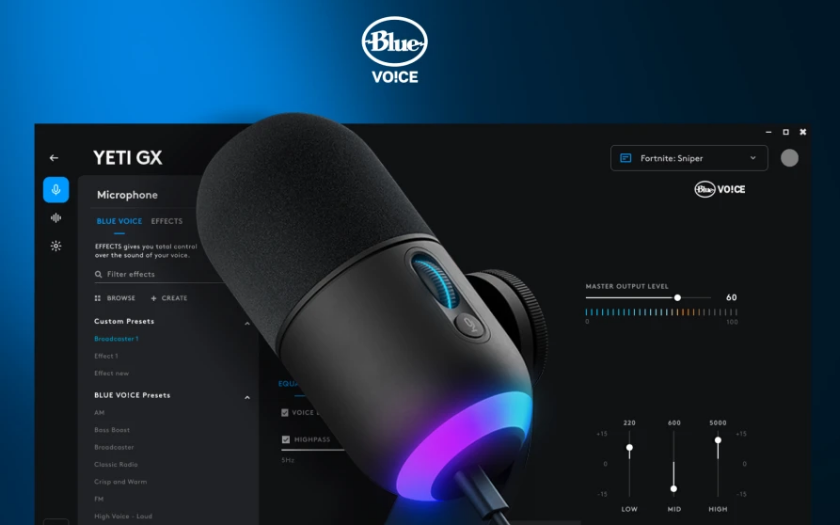 Blue
VO!CE
YETI GX
Fortnite: Sniper
Blue VO!CE
Microphone
BLUE VOICE EFFECTS
EFFECTS gives you total control
over the sound of your voice.
Filter effects
BROWSE + CREATE
Custom Presets
Broadcaster 1
Effect 1
Effect new
BLUE VO!CE Presets
AM
Bass Boost
Broadcaster
Classic Radio
Crisp and Warm
FM
High Voice - Loud
VOICE
HIGHPASS
5Hz
MASTER OUTPUT LEVEL
60
0 100
220 600 5000
+15 +15
0 0
-15 -15
LOW MID HIGH